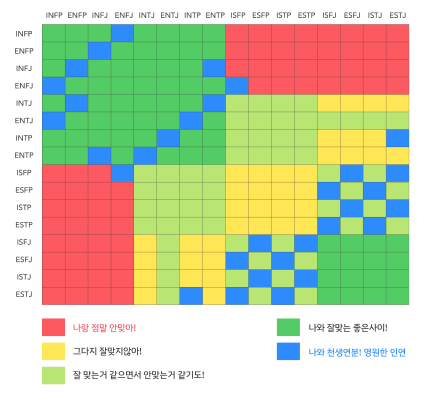 INFP ENFP INFJ ENFJ INTJ ENTJ INTP ENTP ISFP ESFP ISTP ESTP ISFJ ESFJ ISTJ ESTJ
INFP
ENFP
INFJ
ENFJ
INTJ
ENTJ
INTP
ENTP
ISFP
ESFP
ISTP
ESTP
ISFJ
ESFJ
ISTJ
ESTJ
나랑 정말 안맞아!
그다지 잘맞지않아!
잘 맞는거 같으면서 안맞는거 같기도!
나와 잘맞는 좋은사이!
나와 천생연분! 영원한 인연